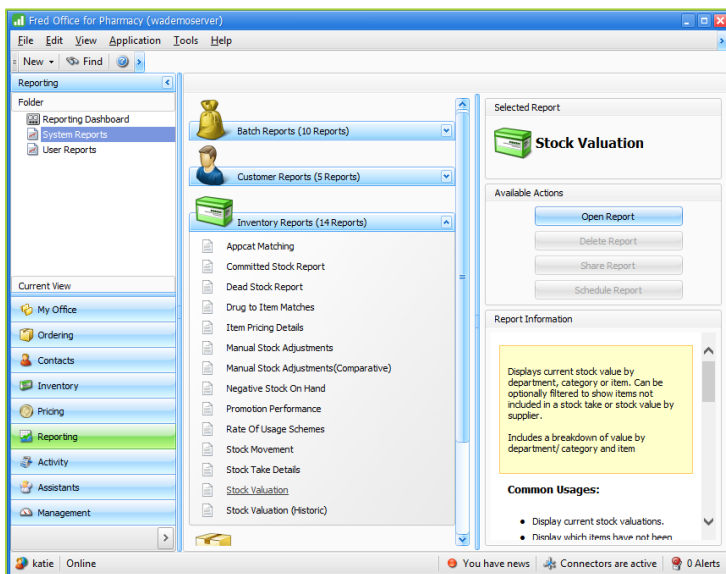 Fred Office for Pharmacy (wademoserver)
File Edit View Application Tools Help
New Find
Reporting
Folder
Reporting Dashboard
System Reports
User Reports
Current View
My Office
Ordering
Contacts
Inventory
Pricing
Reporting
Activity
Assistants
Management
Batch Reports (10 Reports)
Customer Reports (5 Reports)
Inventory Reports (14 Reports)
Appcat Matching
Committed Stock Report
Dead Stock Report
Drug to Item Matches
Item Pricing Details
Manual Stock Adjustments
Manual Stock Adjustments(Comparative)
Negative Stock On Hand
Promotion Performance
Rate Of Usage Schemes
Stock Movement
Stock Take Details
Stock Valuation
Stock Valuation (Historic)
Selected Report
Stock Valuation
Available Actions
Open Report
Delete Report
Share Report
Schedule Report
Report Information
Displays current stock value by
department, category or item. Can be
optionally filtered to show items not
included in a stock take or stock value by
supplier.
Includes a breakdown of value by
department/ category and item
Common Usages:
• Display current stock valuations.
• Display which items have not been
katie Online You have news Connectors are active 0 Alerts